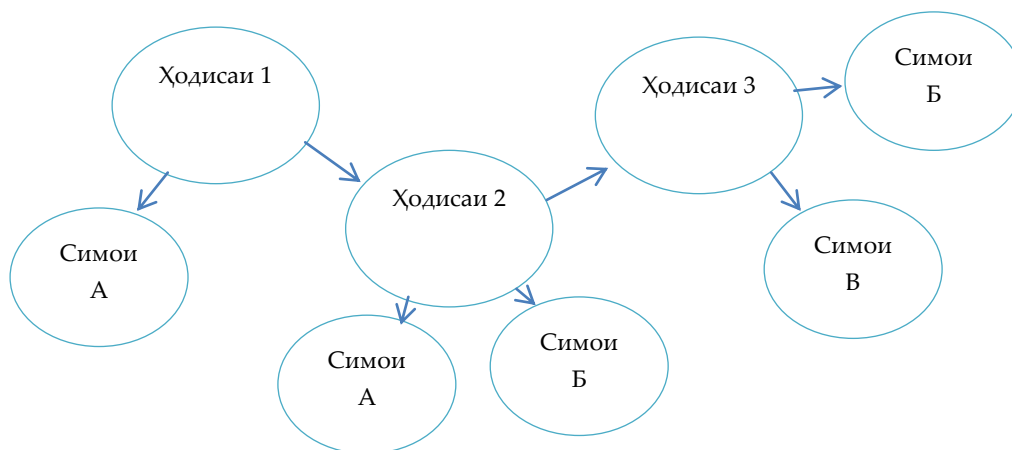 Ҳодисаи 1
Ҳодисаи 3
Симои
Б
Ҳодисаи 2
Симои
А
Симои
В
Симои
А
Симои
Б